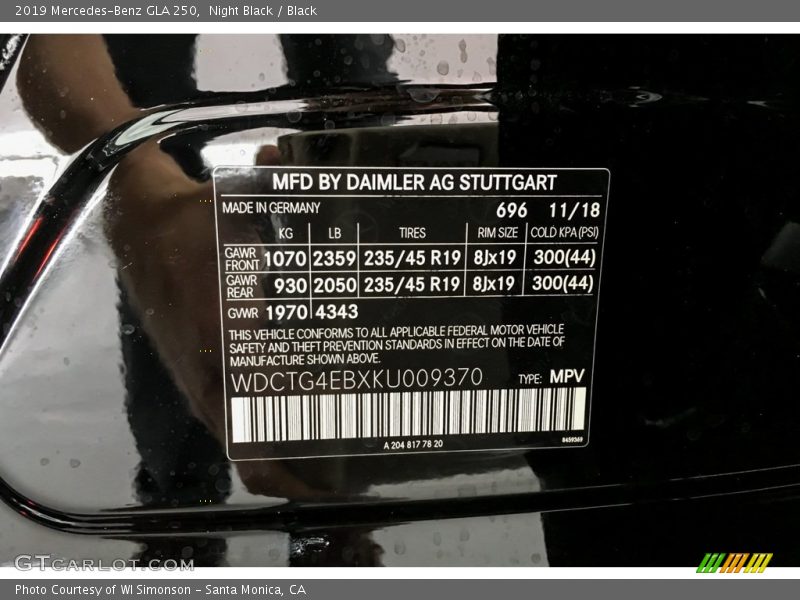 2019 Mercedes-Benz GLA 250, Night Black / Black
MFD BY DAIMLER AG STUTTGART
MADE IN GERMANY 696 11/18
KG LB TIRES RIM SIZE COLD KPA (PSI)
GAWR FRONT 1070 2359 235/45 R19 8Jx19 300(44)
GAWR REAR 930 2050 235/45 R19 8Jx19 300(44)
GVWR 1970 4343
THIS VEHICLE CONFORMS TO ALL APPLICABLE FEDERAL MOTOR VEHICLE
SAFETY AND THEFT PREVENTION STANDARDS IN EFFECT ON THE DATE OF
MANUFACTURE SHOWN ABOVE.
WDCTG4EBXKU009370 TYPE: MPV
A 204 817 78 20 8459369
GTCARLOT.COM
Photo Courtesy of WI Simonson - Santa Monica, CA